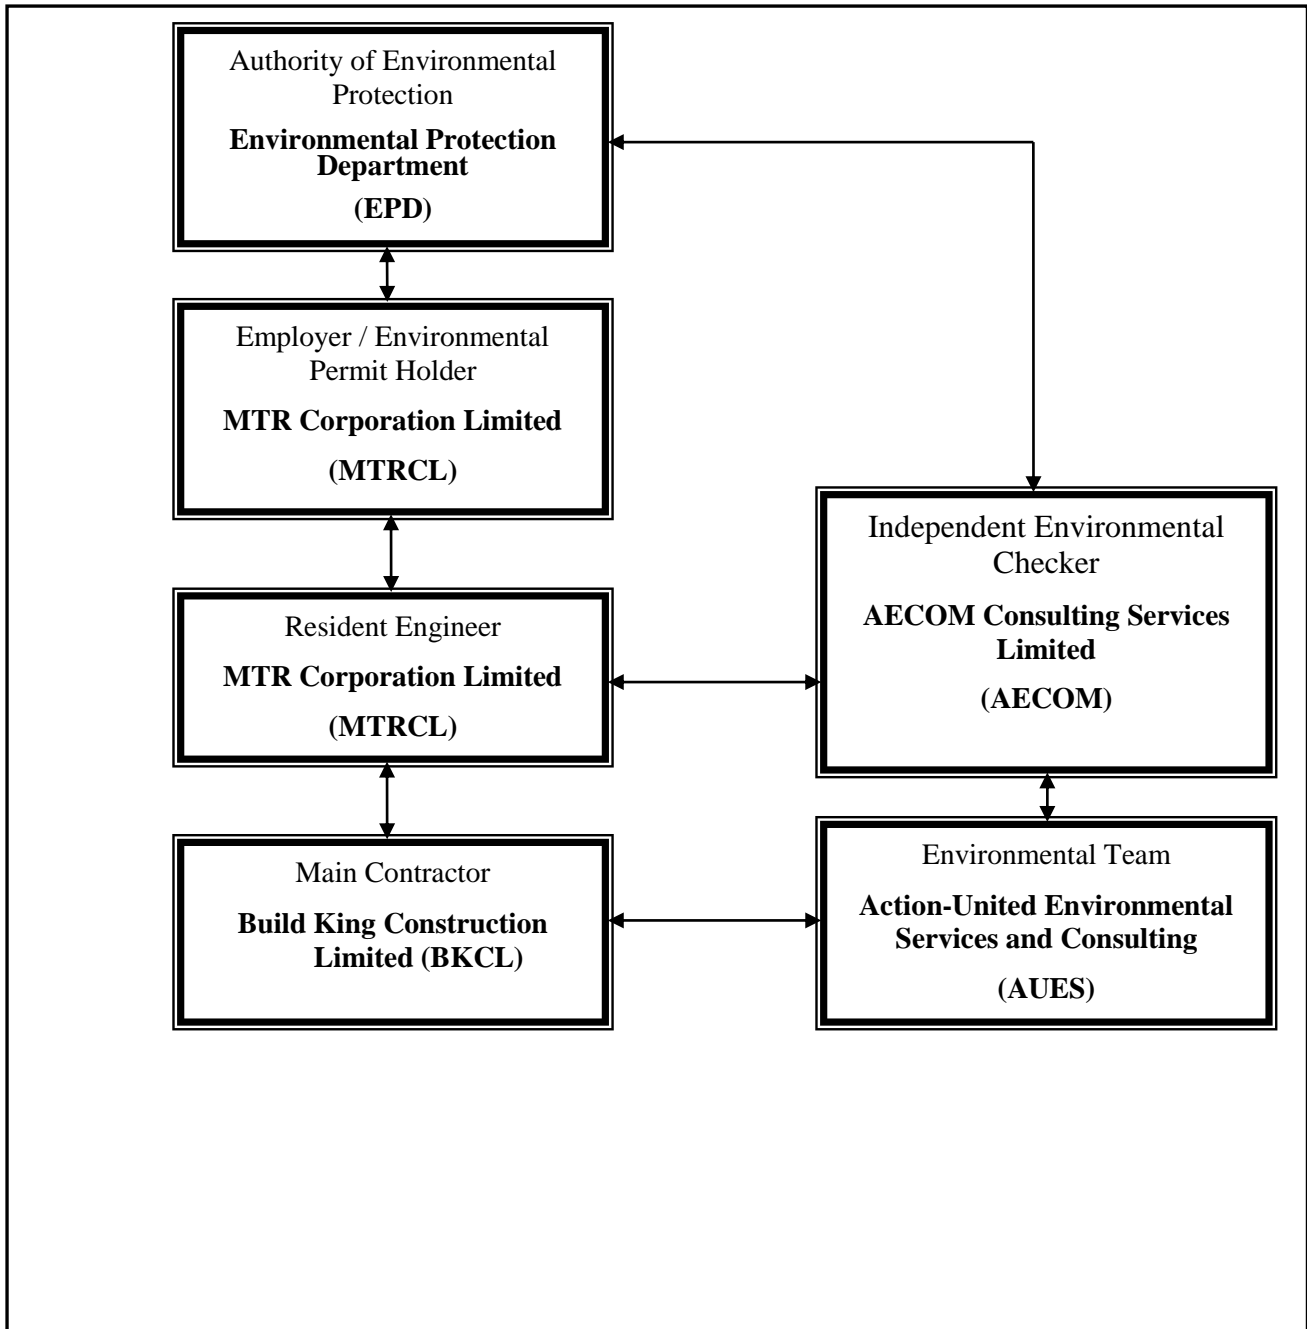 Authority of Environmental
Protection
Environmental Protection
Department
(EPD)
Employer / Environmental
Permit Holder
MTR Corporation Limited
(MTRCL)
Resident Engineer
MTR Corporation Limited
(MTRCL)
Main Contractor
Build King Construction
Limited (BKCL)
Independent Environmental
Checker
AECOM Consulting Services
Limited
(AECOM)
Environmental Team
Action-United Environmental
Services and Consulting
(AUES)